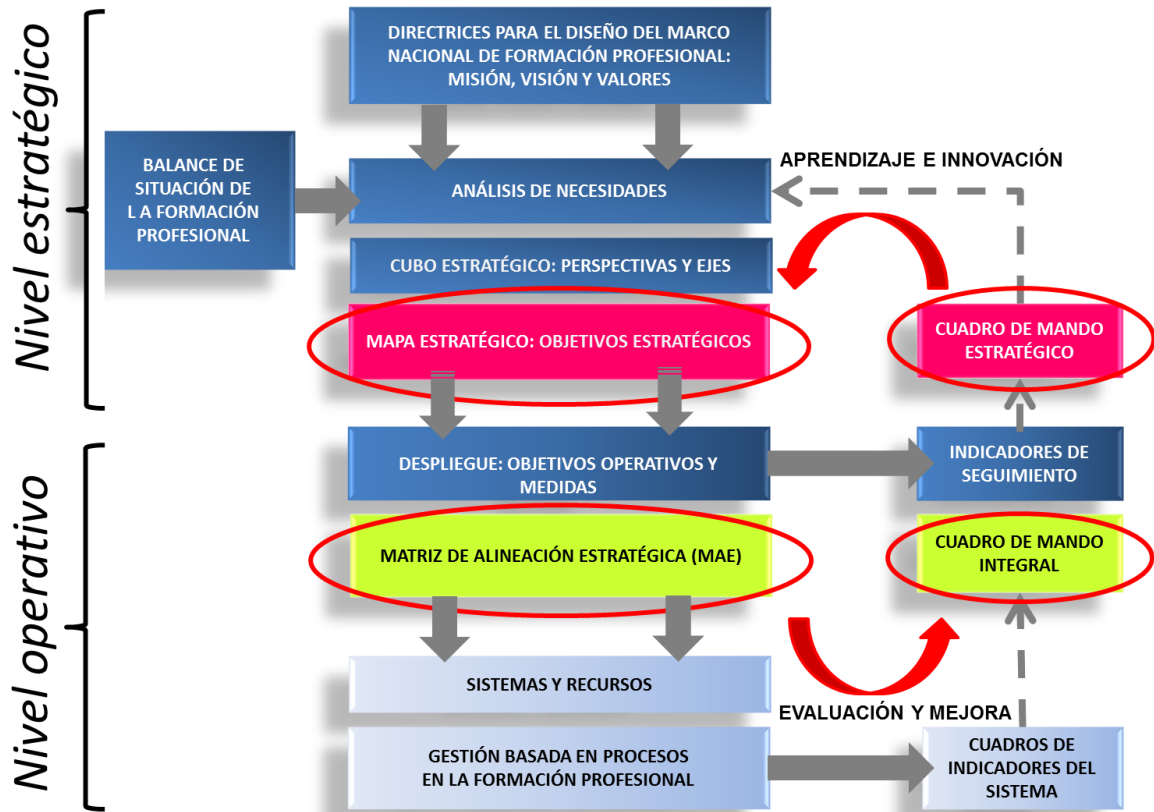 Nivel estratégico
DIRECTRICES PARA EL DISEÑO DEL MARCO
NACIONAL DE FORMACIÓN PROFESIONAL:
MISIÓN, VISIÓN Y VALORES
BALANCE DE
SITUACIÓN DE
L A FORMACIÓN
PROFESIONAL
ANÁLISIS DE NECESIDADES
APRENDIZAJE E INNOVACIÓN
CUBO ESTRATÉGICO: PERSPECTIVAS Y EJES
MAPA ESTRATÉGICO: OBJETIVOS ESTRATÉGICOS
CUADRO DE MANDO
ESTRATÉGICO
Nivel operativo
DESPLIEGUE: OBJETIVOS OPERATIVOS Y
MEDIDAS
INDICADORES DE
SEGUIMIENTO
MATRIZ DE ALINEACIÓN ESTRATÉGICA (MAE)
CUADRO DE MANDO
INTEGRAL
SISTEMAS Y RECURSOS
EVALUACIÓN Y MEJORA
GESTIÓN BASADA EN PROCESOS
EN LA FORMACIÓN PROFESIONAL
CUADROS DE
INDICADORES DEL
SISTEMA